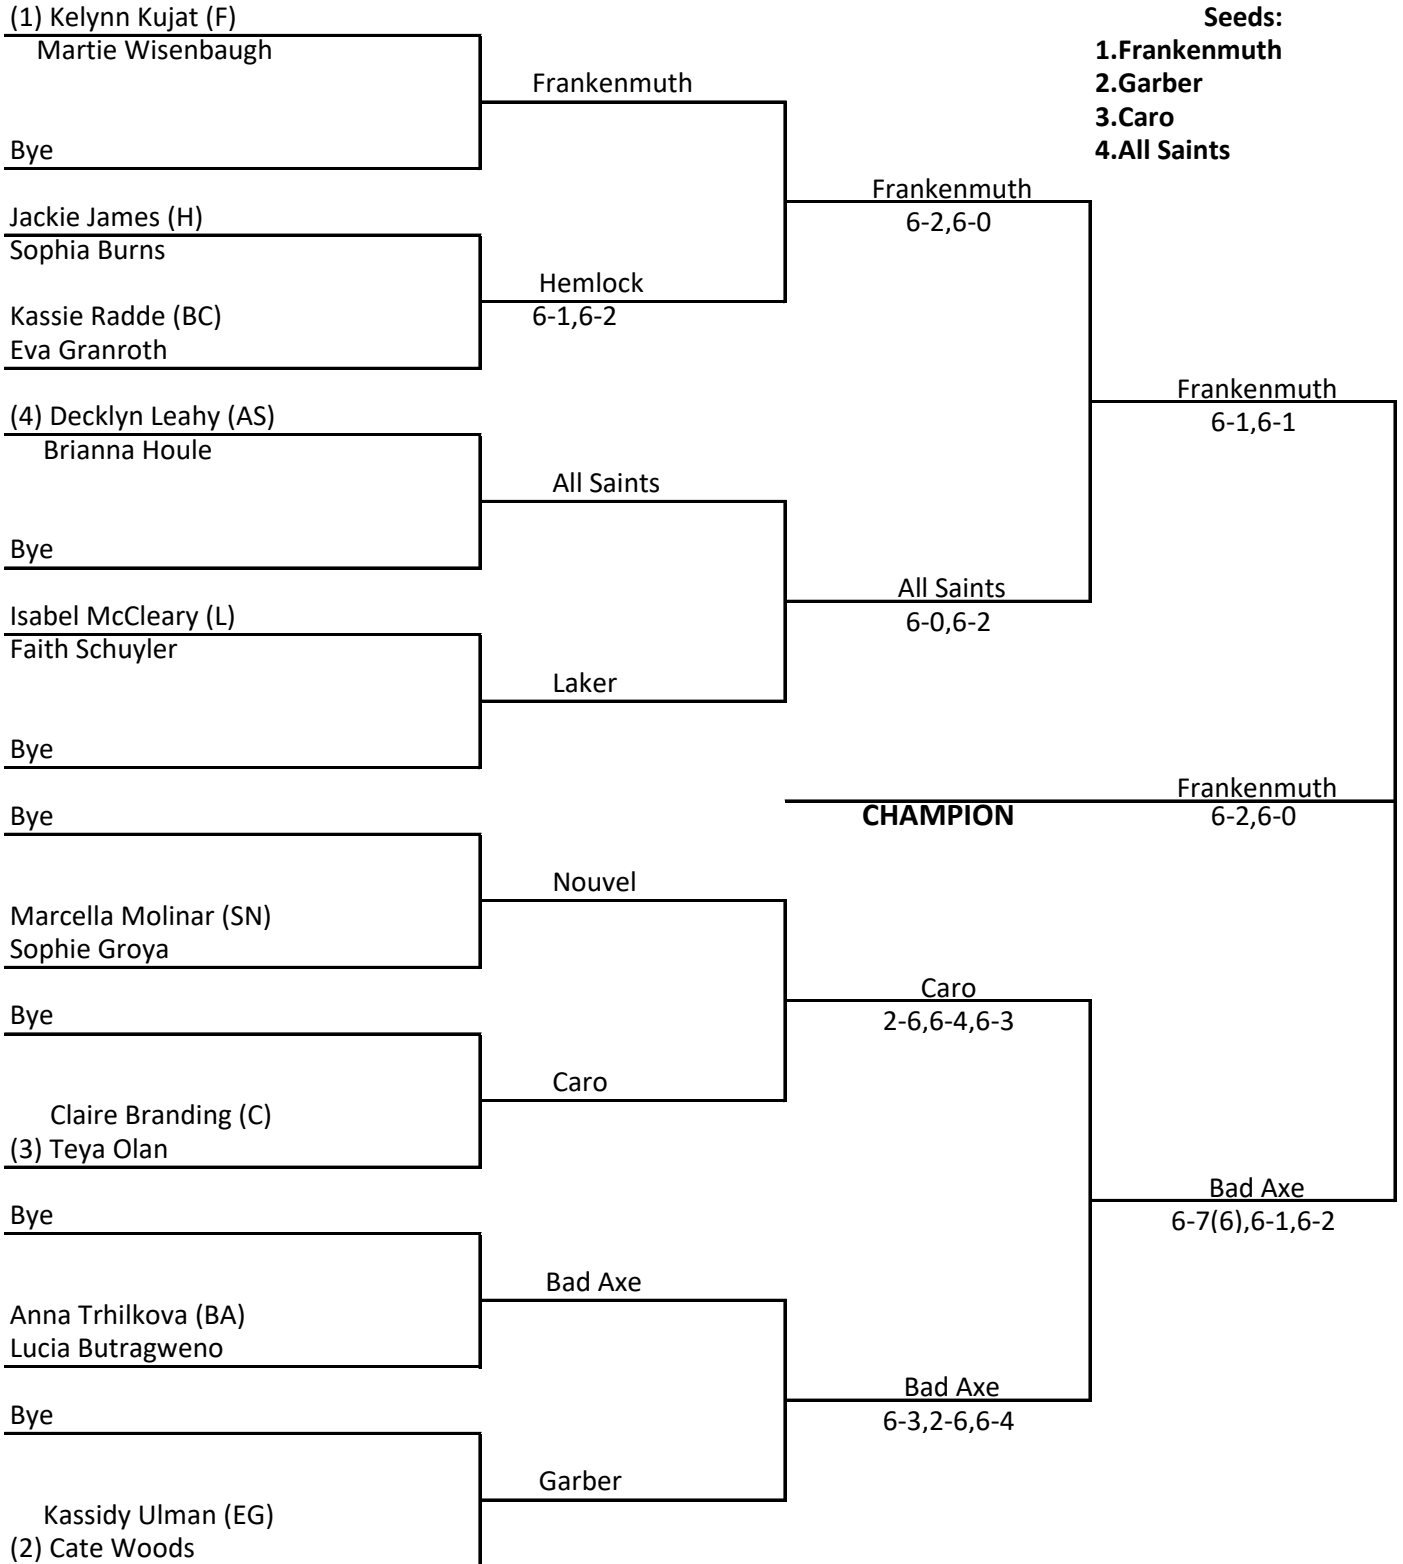 (1) Kelynn Kujat (F)
Martie Wisenbaugh
Bye
Jackie James (H)
Sophia Burns
Kassie Radde (BC)
Eva Granroth
(4) Decklyn Leahy (AS)
Brianna Houle
Bye
Isabel McCleary (L)
Faith Schuyler
Bye
Bye
Marcella Molinar (SN)
Sophie Groya
Bye
Claire Branding (C)
(3) Teya Olan
Bye
Anna Trhilkova (BA)
Lucia Butragweno
Bye
Kassidy Ulman (EG)
(2) Cate Woods
Frankenmuth
Hemlock
6-1,6-2
All Saints
Laker
Nouvel
Caro
Bad Axe
Garber
Frankenmuth
6-2,6-0
All Saints
6-0,6-2
CHAMPION
Caro
2-6,6-4,6-3
Bad Axe
6-3,2-6,6-4
Seeds:
1.Frankenmuth
2.Garber
3.Caro
4.All Saints
Frankenmuth
6-1,6-1
Frankenmuth
6-2,6-0
Bad Axe
6-7(6),6-1,6-2